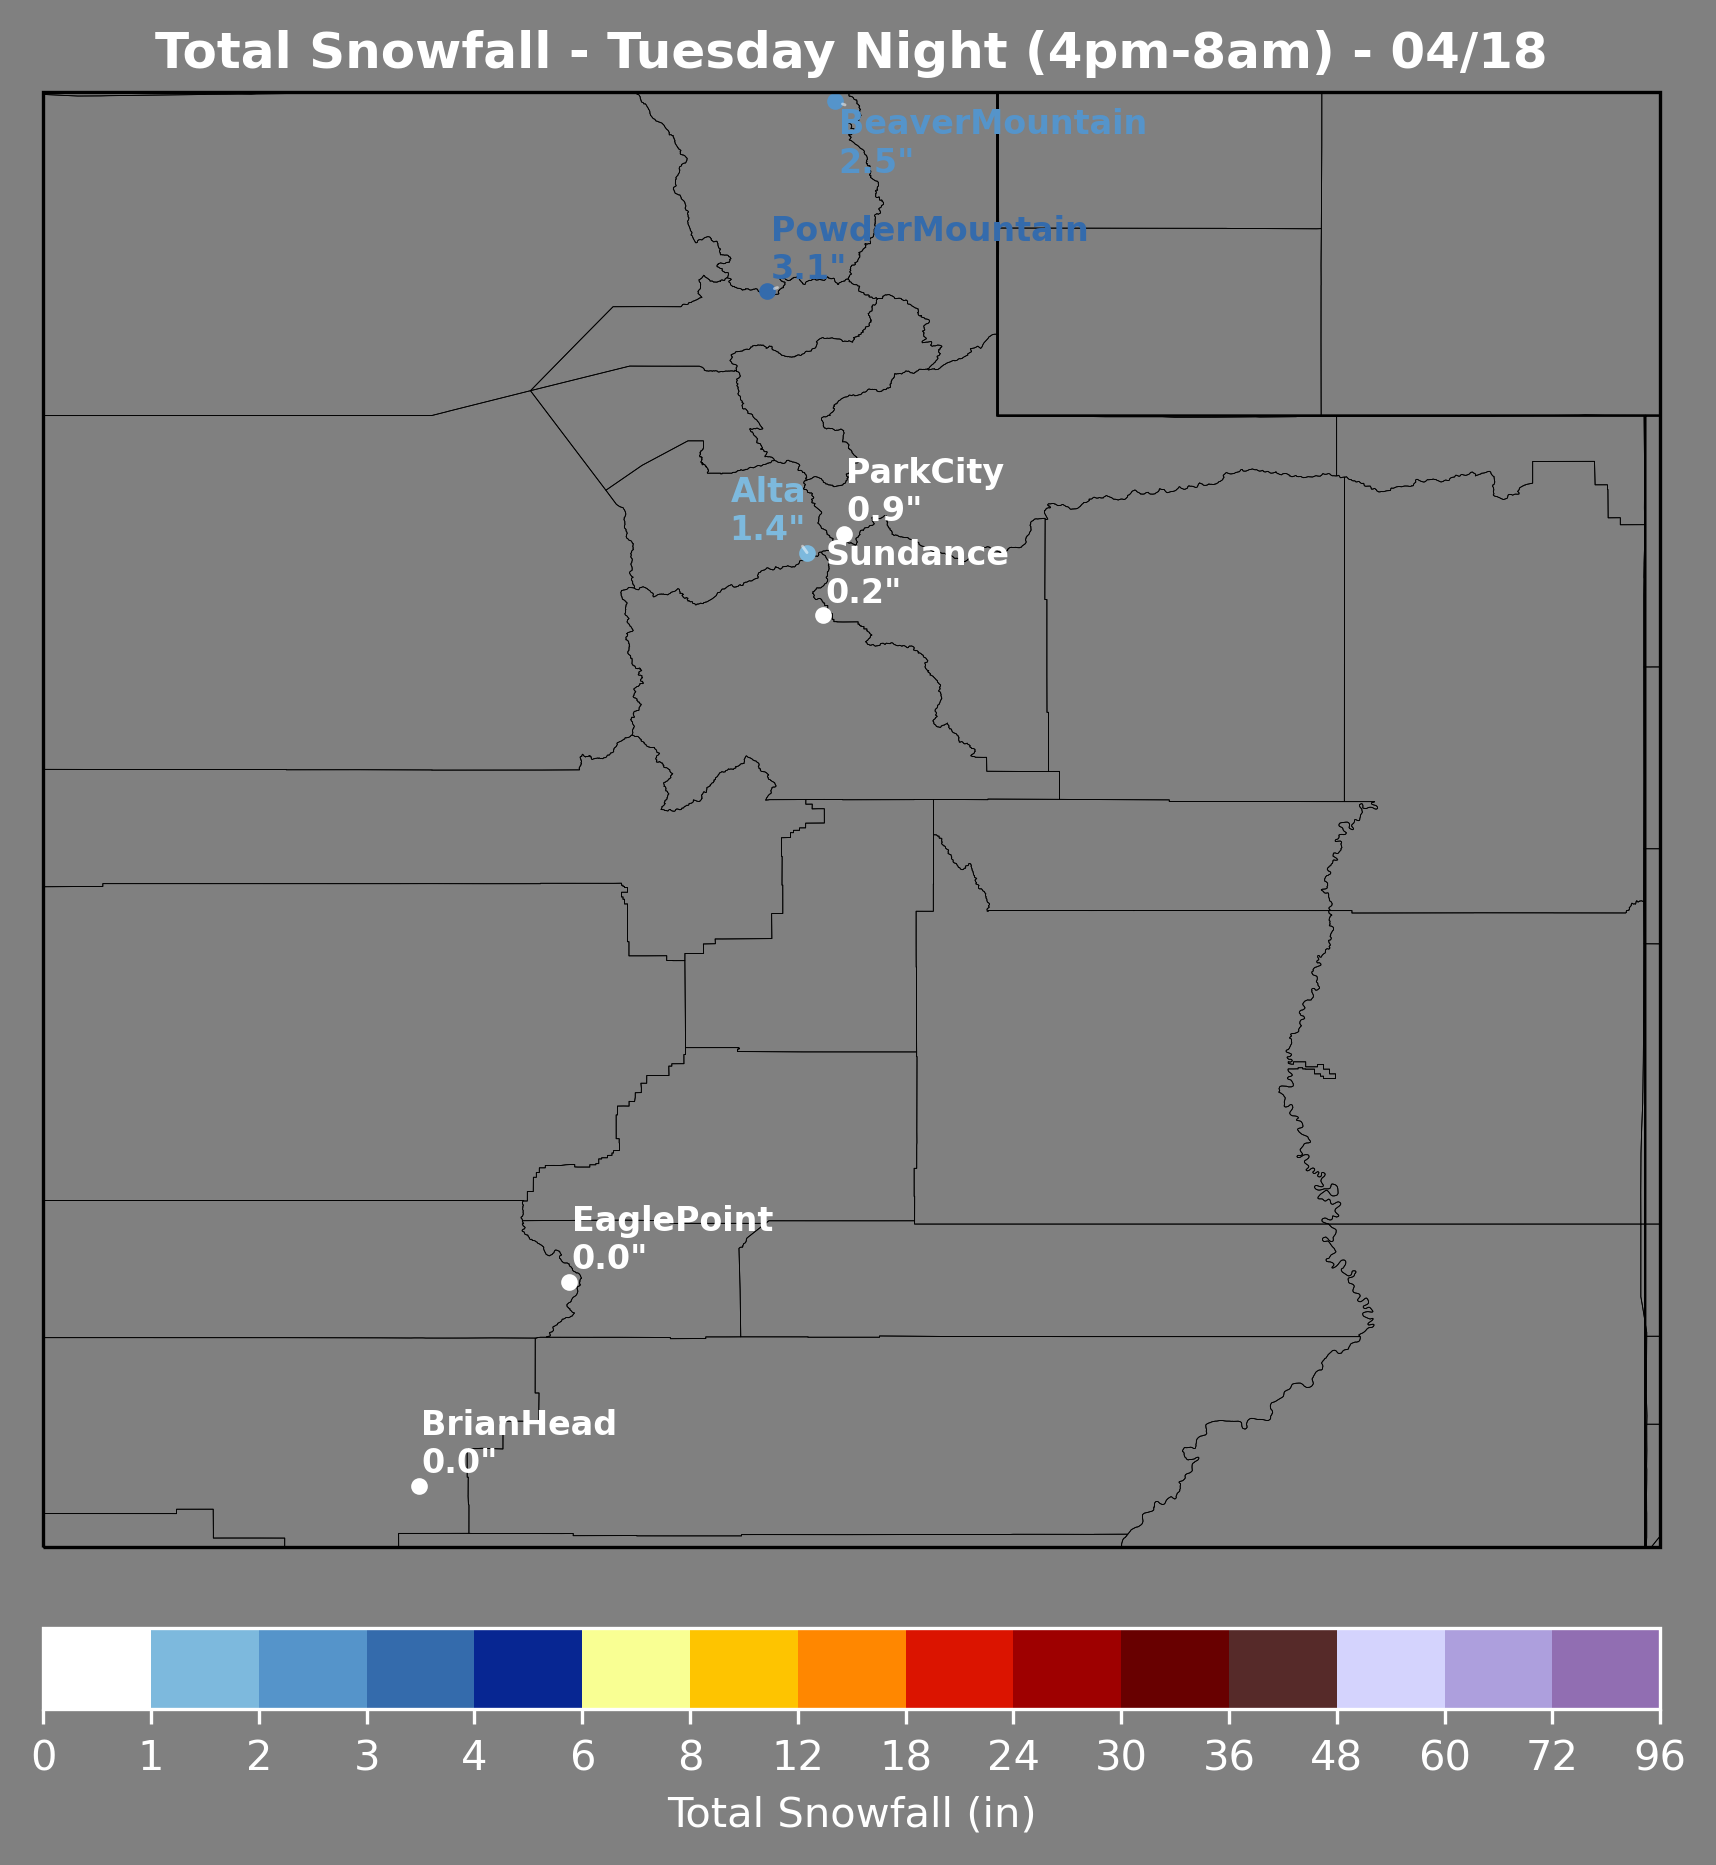 Total Snowfall - Tuesday Night (4pm-8am) - 04/18
BeaverMountain
2.5"
PowderMountain
3.1"
ParkCity
0.9"
Alta
1.4"
Sundance
0.2"
EaglePoint
0.0"
BrianHead
0.0"
0 1 2 3 4 6 8 12 18 24 30 36 48 60 72 96
Total Snowfall (in)